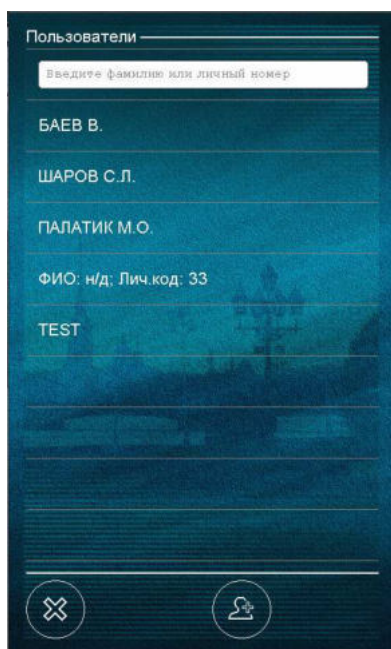 Пользователи
Введите фамилию или личный номер
БАЕВ В.
ШАРОВ С.Л.
ПАЛАТИК М.О.
ФИО: н/д; Лич.код: 33
TEST